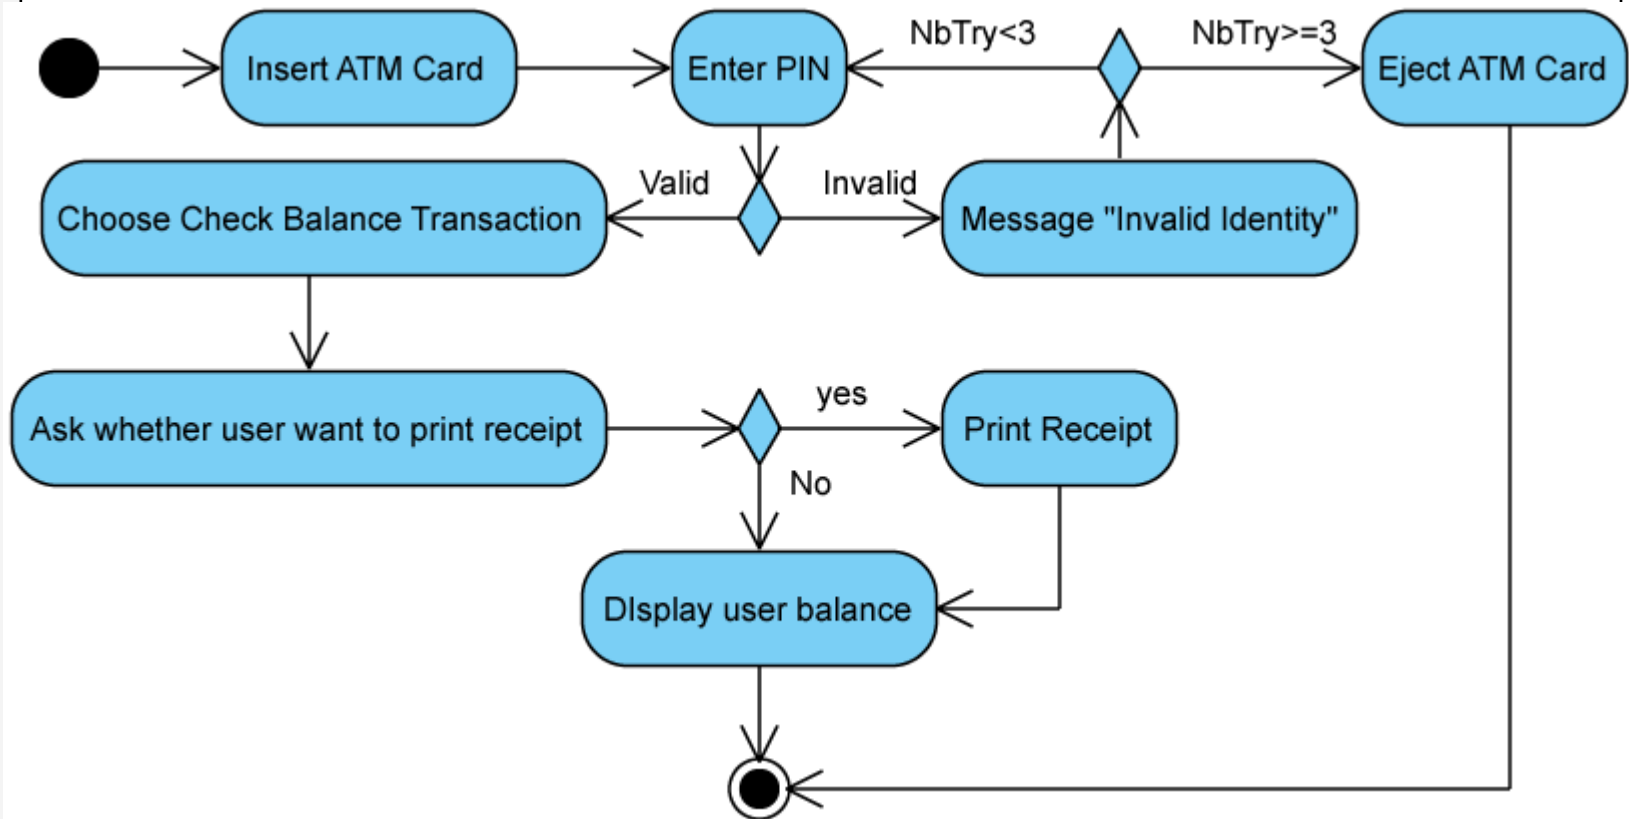 NbTry<3
NbTry>=3
Insert ATM Card
Enter PIN
Eject ATM Card
Valid
Invalid
Choose Check Balance Transaction
Message "Invalid Identity"
yes
Ask whether user want to print receipt
Print Receipt
No
DIsplay user balance